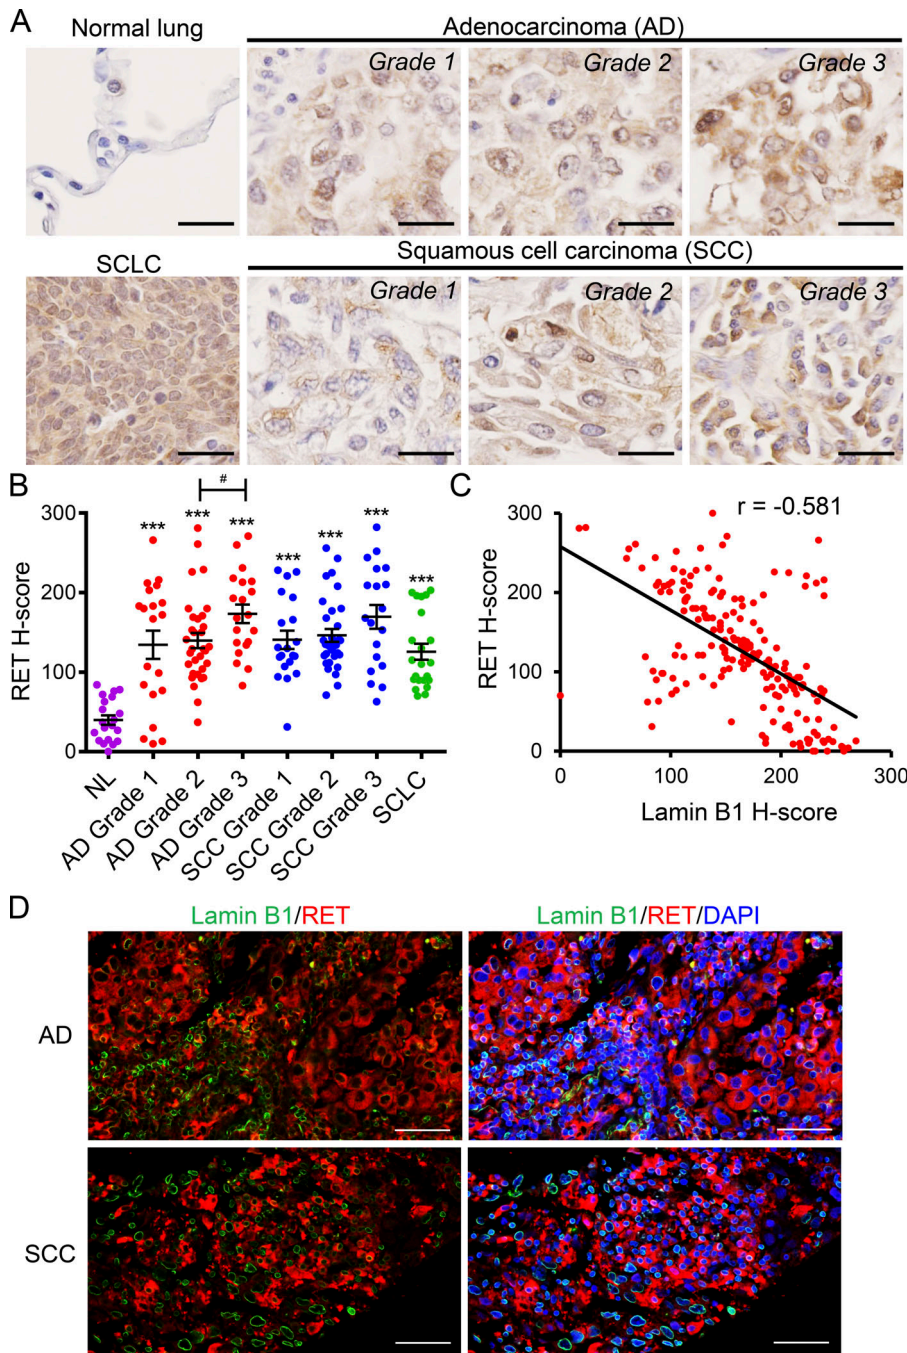 A
Normal lung
Adenocarcinoma (AD)
Grade 1
Grade 2
Grade 3
SCLC
Squamous cell carcinoma (SCC)
Grade 1
Grade 2
Grade 3
B
#
***
***
***
***
***
***
***
RET H-score
300
200
100
0
NL
AD Grade 1
AD Grade 2
AD Grade 3
SCC Grade 1
SCC Grade 2
SCC Grade 3
SCLC
C
r = -0.581
RET H-score
300
200
100
0
0
100
200
300
Lamin B1 H-score
D
Lamin B1/RET
Lamin B1/RET/DAPI
AD
SCC